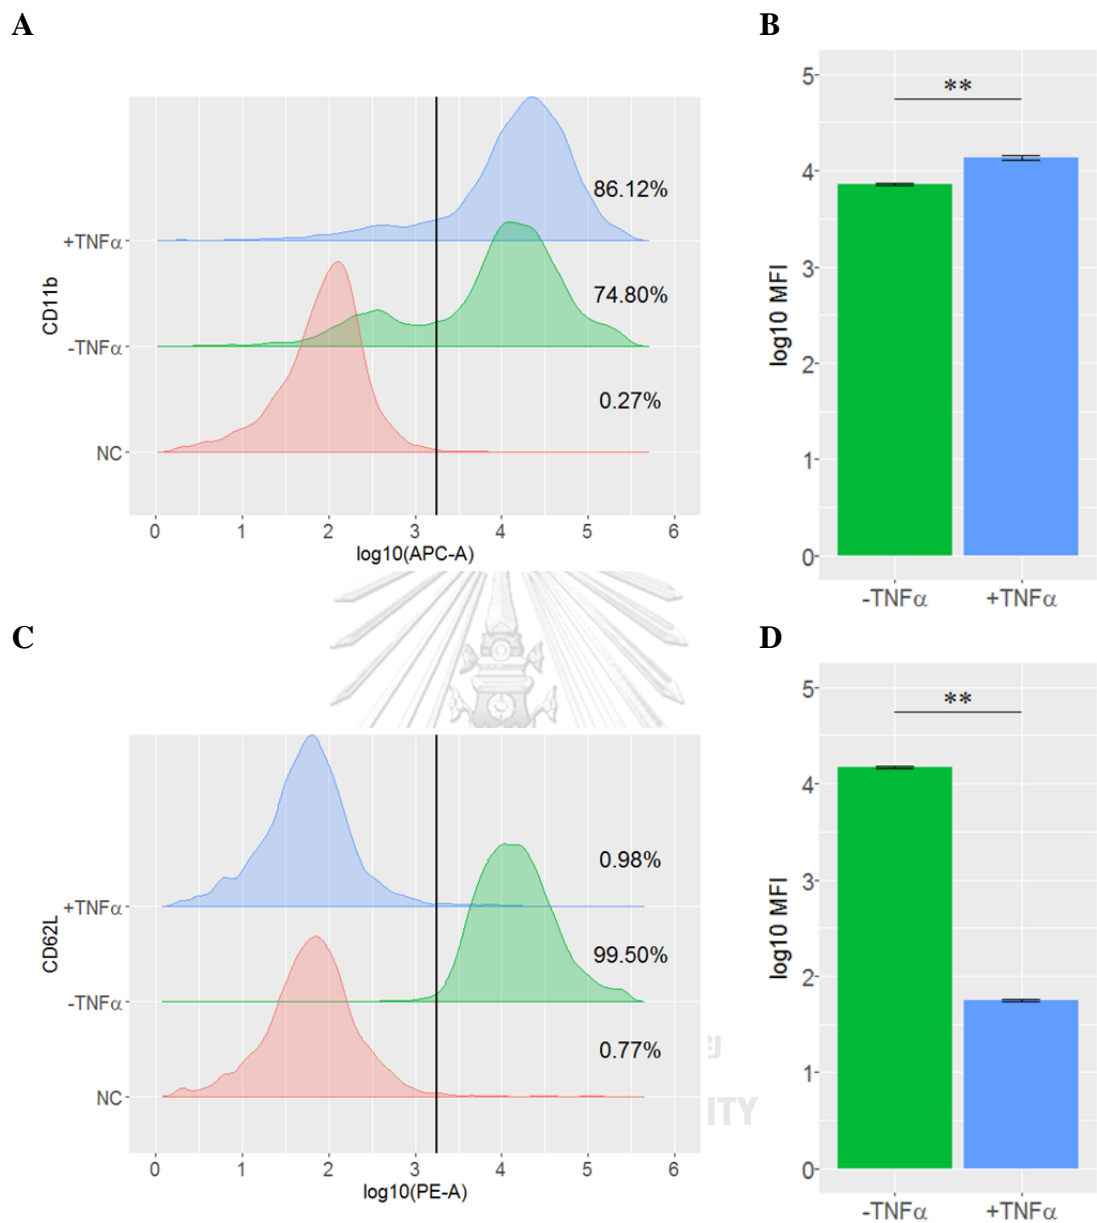 A
B
CD11b
+TNFα
-TNFα
NC
86.12%
74.80%
0.27%
0 1 2 3 4 5 6
log10(APC-A)
log10 MFI
5
4
3
2
1
0
**
-TNFα +TNFα
C
D
CD62L
+TNFα
-TNFα
NC
0.98%
99.50%
0.77%
0 1 2 3 4 5 6
log10(PE-A)
log10 MFI
5
4
3
2
1
0
**
-TNFα +TNFα
ITY